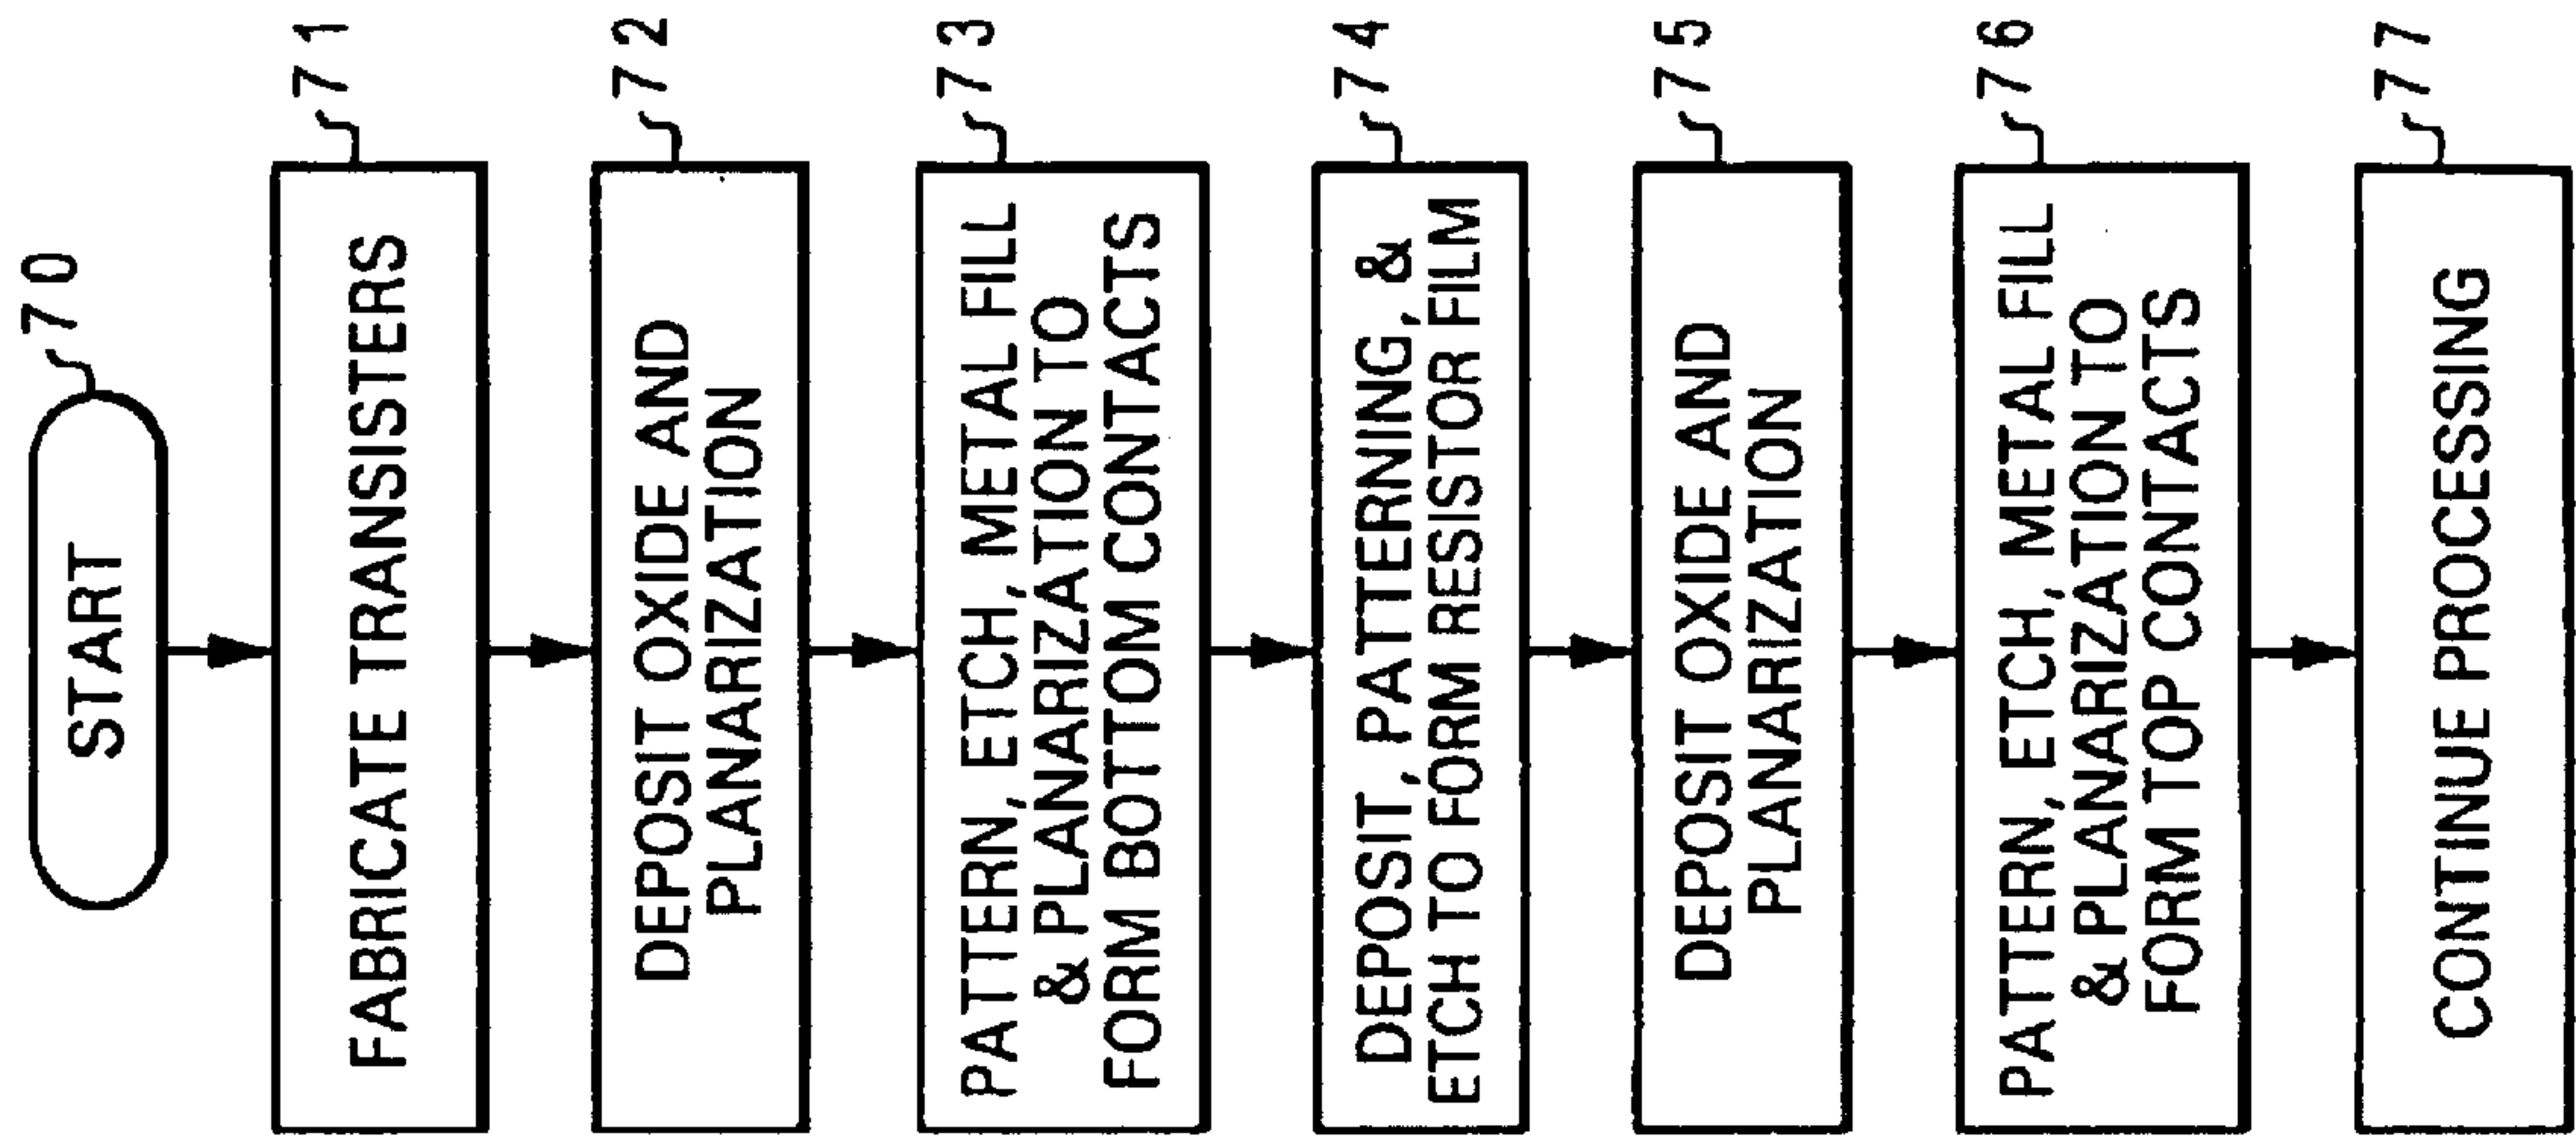 START
70
FABRICATE TRANSISTERS
71
DEPOSIT OXIDE AND
PLANARIZATION
72
PATTERN, ETCH, METAL FILL
& PLANARIZATION TO
FORM BOTTOM CONTACTS
73
DEPOSIT, PATTERNING, &
ETCH TO FORM RESISTOR FILM
74
DEPOSIT OXIDE AND
PLANARIZATION
75
PATTERN, ETCH, METAL FILL
& PLANARIZATION TO
FORM TOP CONTACTS
76
CONTINUE PROCESSING
77